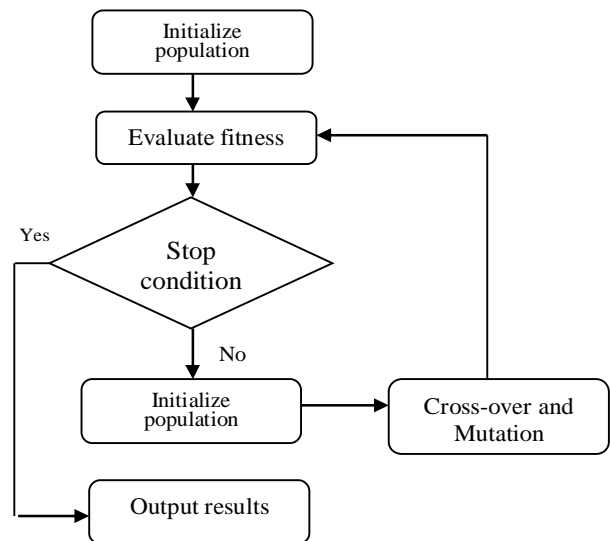 Initialize
population
Evaluate fitness
Yes
Stop
condition
No
Initialize
population
Cross-over and
Mutation
Output results